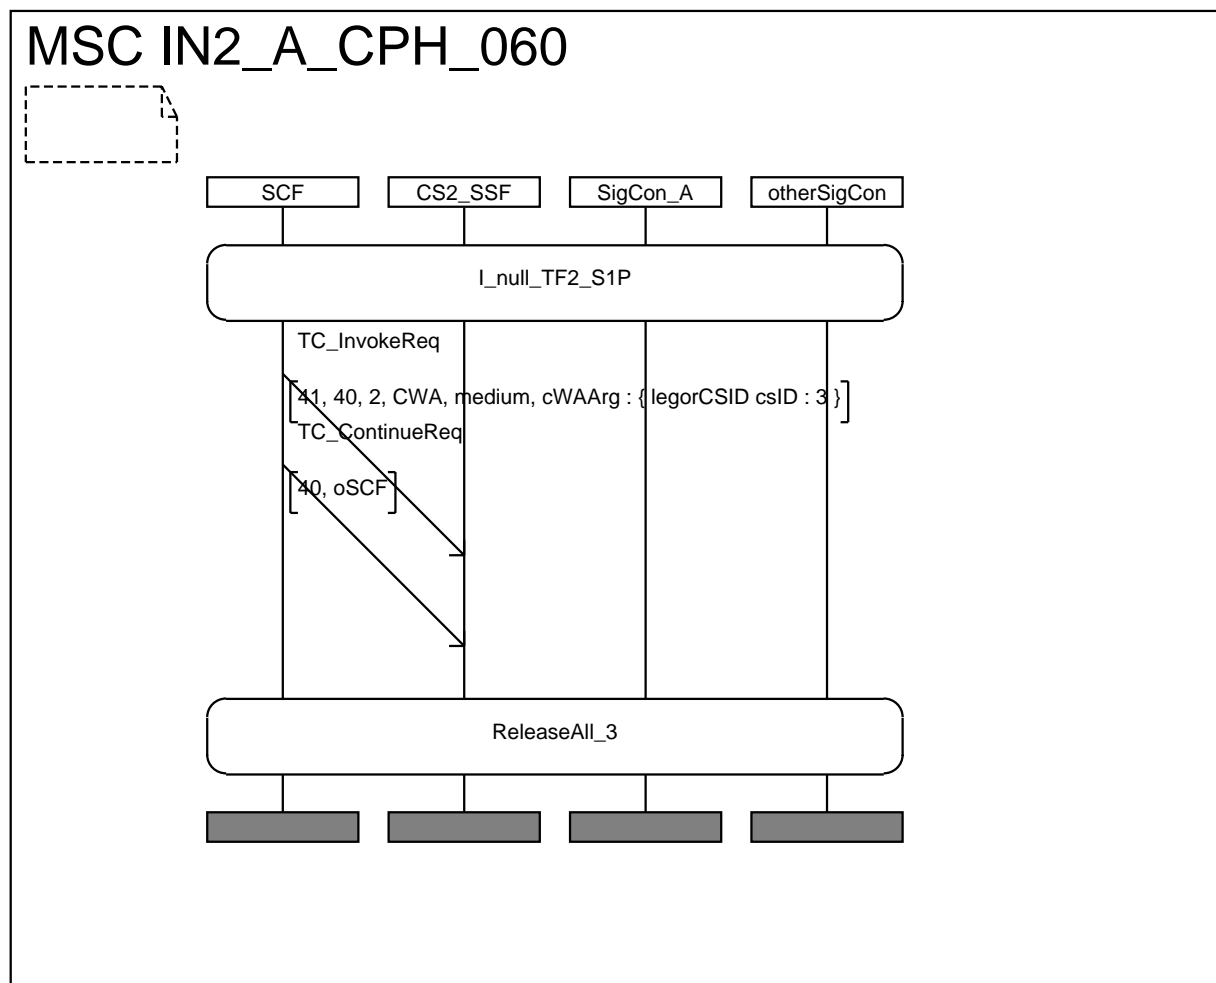 MSC IN2_A_CPH_060
SCF CS2_SSF SigCon_A otherSigCon
I_null_TF2_S1P
TC_InvokeReq
41, 40, 2, CWA, medium, cWAArg : { legorCSID csID : 3 }
TC_ContinueReq
40, oSCF
ReleaseAll_3